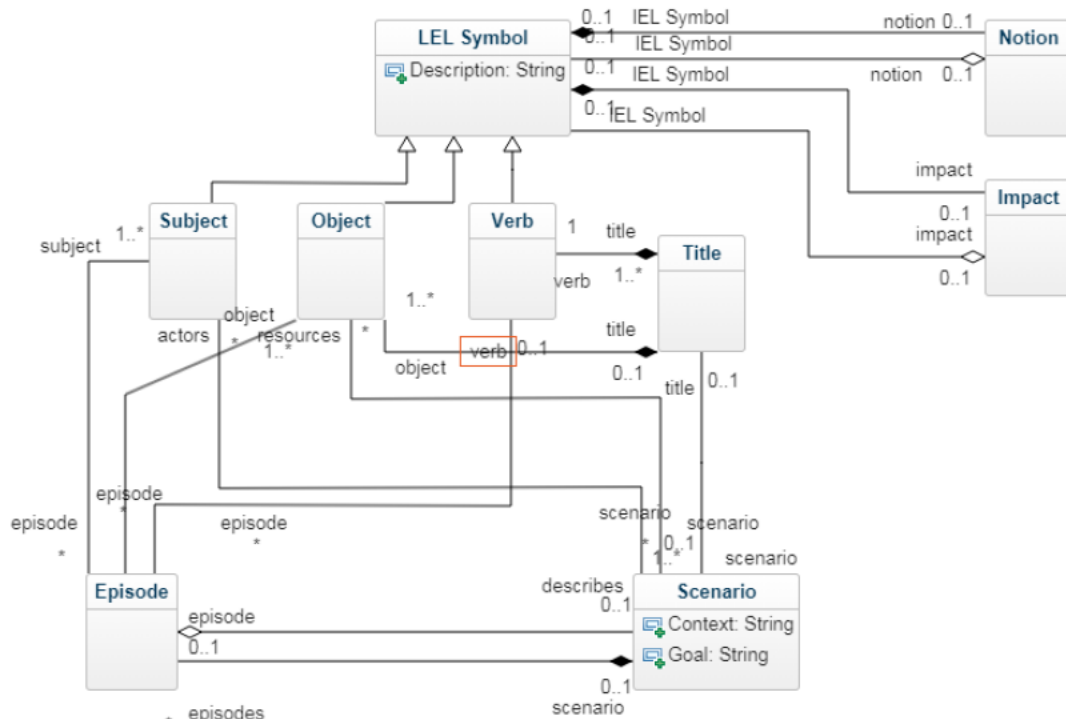 0..1 IEL Symbol notion 0..1
LEL Symbol
Notion
0..1 IEL Symbol
Description: String
0..1 IEL Symbol notion 0..1
0..1 IEL Symbol
impact
0..1
Impact
impact
0..1
Subject
Object
Verb
Title
subject 1..*
1 title
verb 1..*
1..*
object
actors * resources *
1..*
title
verb 0..1
object 0..1
title 0..1
episode
*
episode
*
episode
*
scenario
*
0..1
1..*
scenario
scenario
Episode
describes
0..1
Scenario
episode
0..1
Context: String
Goal: String
0..1
scenario
* episodes